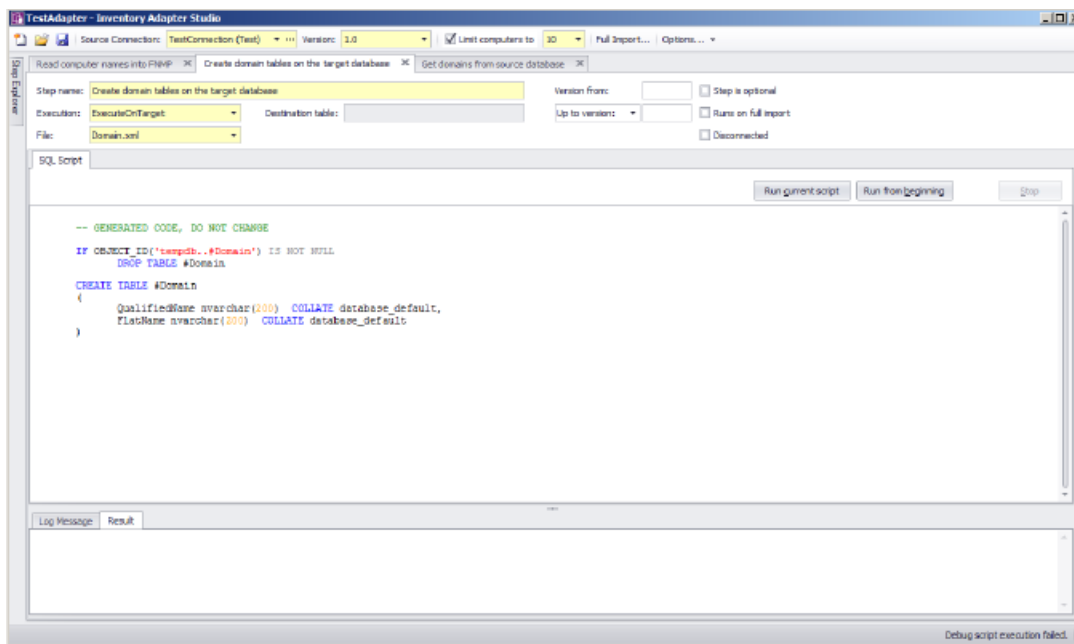 TestAdapter - Inventory Adapter Studio
Source Connection: TestConnection (Test) Version: 1.0 Limit computers to 10 Full Import... Options...
Step Explorer
Read computer names into FNMP Create domain tables on the target database Get domains from source database
Step name: Create domain tables on the target database Version from: Step is optional
Execution: ExecuteOnTarget Destination table: Up to version: Runs on full import
File: Domain.xml Disconnected
SQL Script
Run current script Run from beginning Stop
-- GENERATED CODE, DO NOT CHANGE
IF OBJECT_ID('tempdb..#Domain') IS NOT NULL
DROP TABLE #Domain
CREATE TABLE #Domain
(
QualifiedName nvarchar(200) COLLATE database_default,
FlatName nvarchar(200) COLLATE database_default
)
Log Message Result
Debug script execution failed.